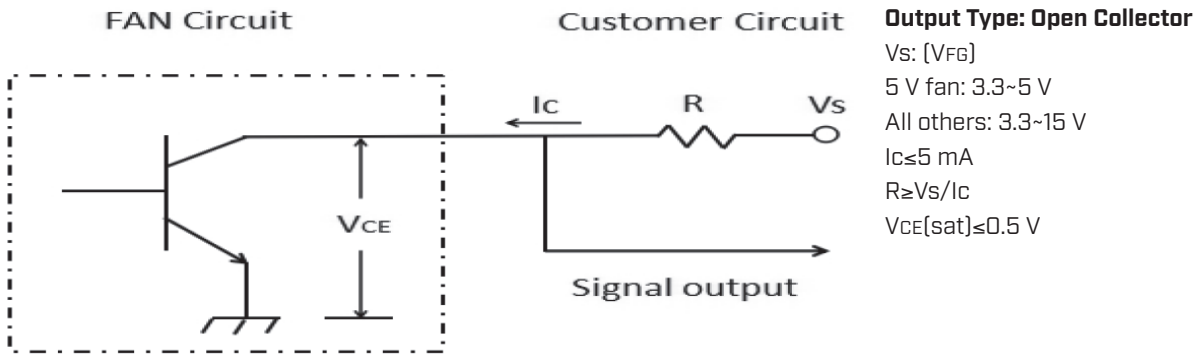 FAN Circuit
Customer Circuit
Ic
R
Vs
VCE
Signal output
Output Type: Open Collector
Vs: (VFG)
5 V fan: 3.3~5 V
All others: 3.3~15 V
Ic≤5 mA
R≥Vs/Ic
VCE(sat)≤0.5 V